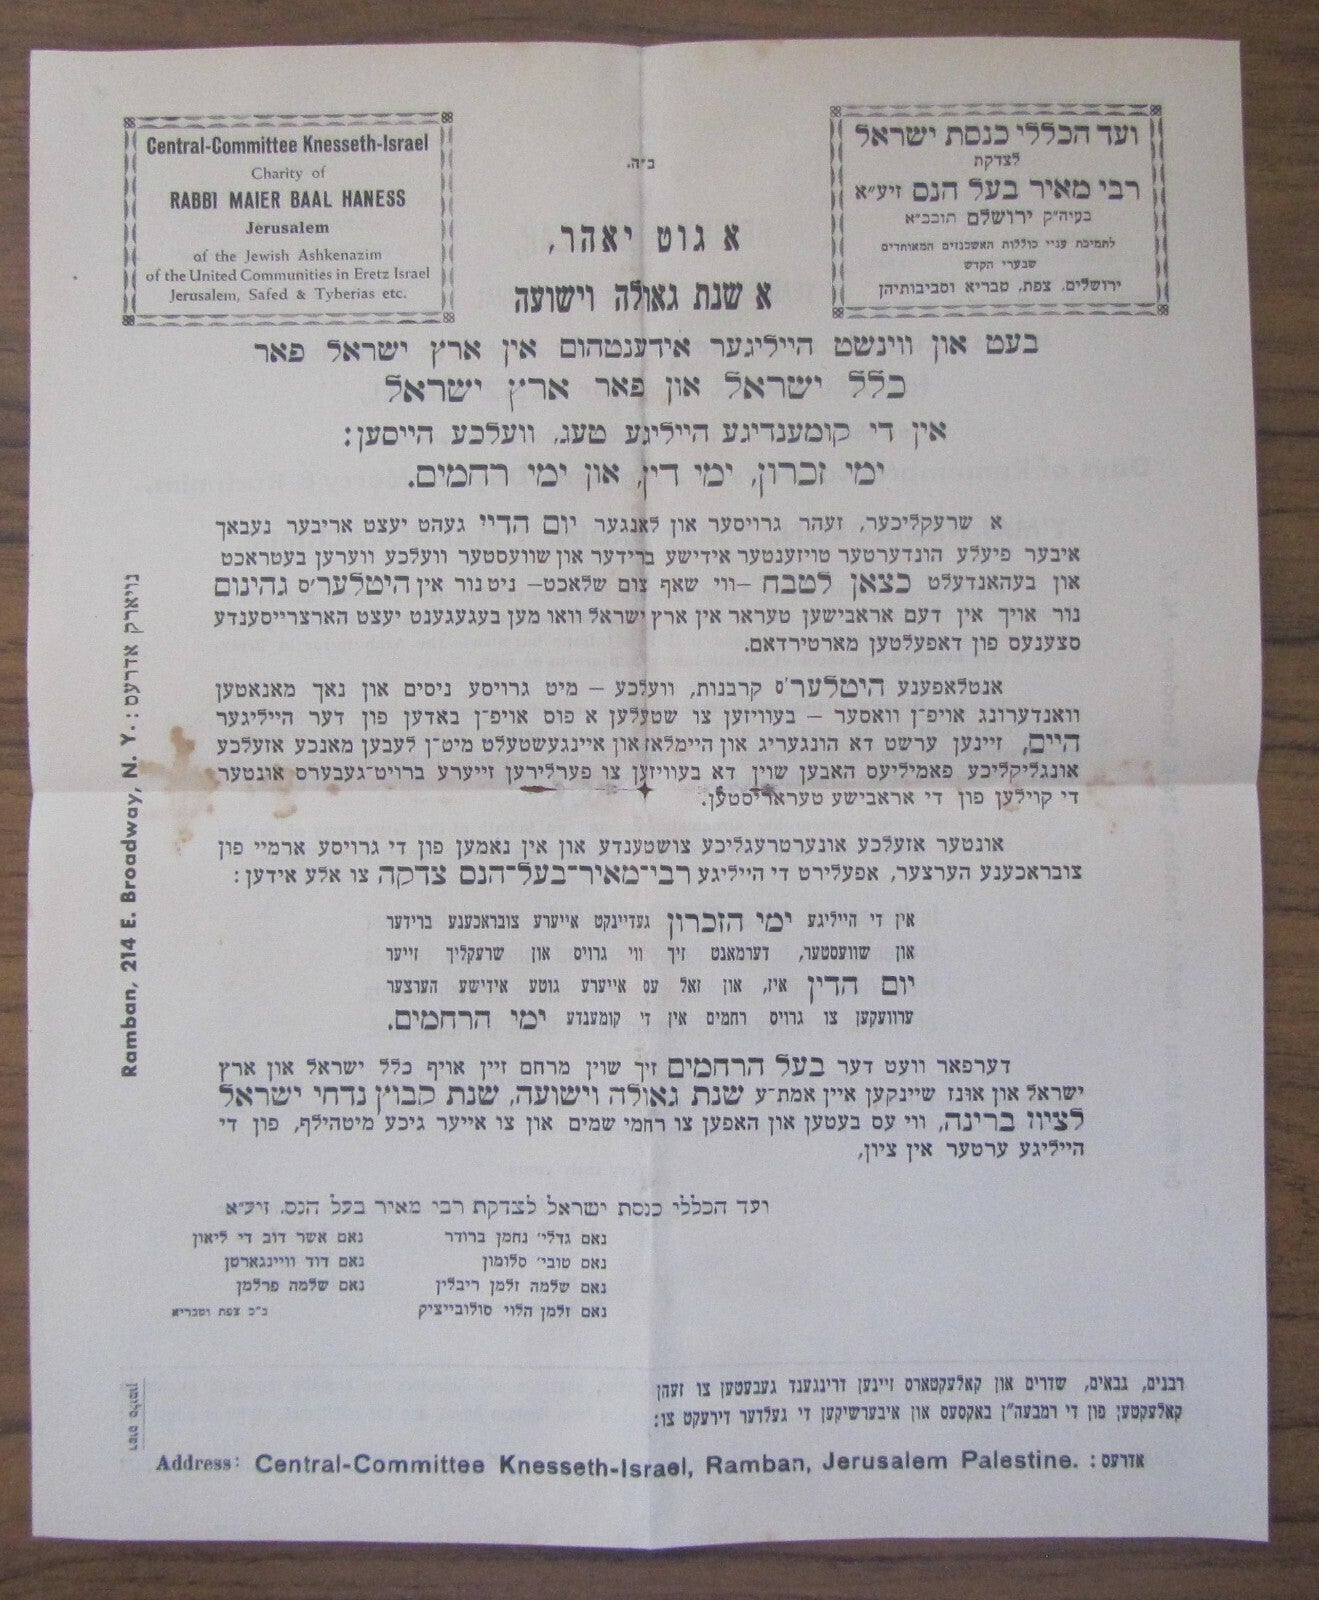 Central-Committee Knesseth-Israel
Charity of
RABBI MAIER BAAL HANESS
Jerusalem
of the Jewish Ashkenazim
of the United Communities in Eretz Israel
Jerusalem, Safed & Tyberias etc.
ועד הכללי כנסת ישראל
לצדקת
רבי מאיר בעל הנס זיע״א
בעיה״ק ירושלם תובב״א
לתמיכת עניי כוללות האשכנזים המאוחדים
שבערי הקדש
ירושלים, צפת, טבריא וסביבותיהן
ב״ה.
א גוט יאהר,
א שנת גאולה וישועה
בעט און ווינשט הייליגער אידענטהום אין ארץ ישראל פאר
כלל ישראל און פאר ארץ ישראל
אין די קומענדיגע הייליגע טעג, וועלכע הייסען:
ימי זכרון, ימי דין, און ימי רחמים.
א שרעקליכער, זעהר גרויסער און לאנגער יום הדין געהט יעצט אריבער נעבאך
איבער פיעלע הונדערטער טויזענטער אידישע ברידער און שוועסטער וועלכע ווערען בעטראכט
און בעהאנדעלט כצאן לטבח –ווי שאף צום שלאכט– ניט נור אין היטלער׳ס גהינום
נור אויך אין דעם אראבישען טעראר אין ארץ ישראל וואו מען בעגעגענט יעצט הארצרייסענדע
סצענעס פון דאפעלטען מארטירדאם.
אנטלאפענע היטלער׳ס קרבנות, וועלכע – מיט גרויסע ניסים און נאך מאנאטען
וואנדערונג אויפ־ן וואסער – בעוויזען צו שטעלען א פוס אויפ־ן באדען פון דער הייליגער
היים, זיינען ערשט דא הונגעריג און היימלאז און איינגעשטעלט מיט־ן לעבען מאנכע אזעלכע
אונגליקליכע פאמיליעס האבען שוין דא בעוויזען צו פערלירען זייערע ברויט־געבערס אונטער
די קוילען פון די אראבישע טעראריסטען.
אונטער אזעלכע אונערטרעגליכע צושטענדע און אין נאמען פון די גרויסע ארמיי פון
צובראכענע הערצער, אפעלירט די הייליגע רבי־מאיר־בעל־הנס צדקה צו אלע אידען:
אין די הייליגע ימי הזכרון געדיינקט אייערע צובראכענע ברידער
און שוועסטער, דערמאנט זיך ווי גרויס און שרעקליך זייער
יום הדין איז, און זאל עס אייערע גוטע אידישע הערצער
ערוועקען צו גרויס רחמים אין די קומענדע ימי הרחמים.
דערפאר וועט דער בעל הרחמים זיך שוין מרחם זיין אויף כלל ישראל און ארץ
ישראל און אונז שיינקען איין אמת־ע שנת גאולה וישועה, שנת קבוץ נדחי ישראל
לציון ברינה, ווי עס בעטען און האפען צו רחמי שמים און צו אייער גיכע מיטהילף, פון די
הייליגע ערטער אין ציון,
ועד הכללי כנסת ישראל לצדקת רבי מאיר בעל הנס, זיע״א
נאם גדלי׳ נחמן ברודר
נאם אשר דוב די ליאון
נאם טובי׳ סלומון
נאם דוד וויינגארטן
נאם שלמה זלמן ריבלין
נאם שלמה פרלמן
נאם זלמן הלוי סולובייציק
ב״כ צפת וטבריא
רבנים, גבאים, שדרים און קאלעקטארס זיינען דרינגענד געבעטען צו זעהן
קאלעקטען פון די רמבעה״ן באקסעס און איבערשיקען די געלדער דירעקט צו:
Address: Central-Committee Knesseth-Israel, Ramban, Jerusalem Palestine. אדרעס:
דפוס סלומון
Ramban, 214 E. Broadway, N. Y. נויארק אדרעס: